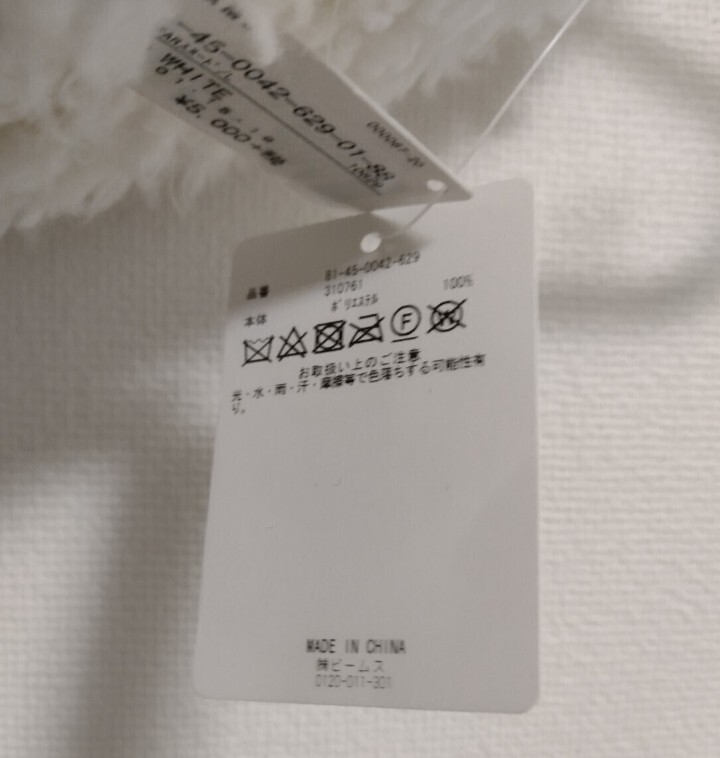 -45-0042-629-01-88
WHITE
¥5,000+税
品番 81-45-0042-629
310761
本体 ポリエステル 100%
お取扱い上のご注意
光・水・雨・汗・摩擦等で色落ちする可能性有
り。
MADE IN CHINA
㈱ビームス
0120-011-301